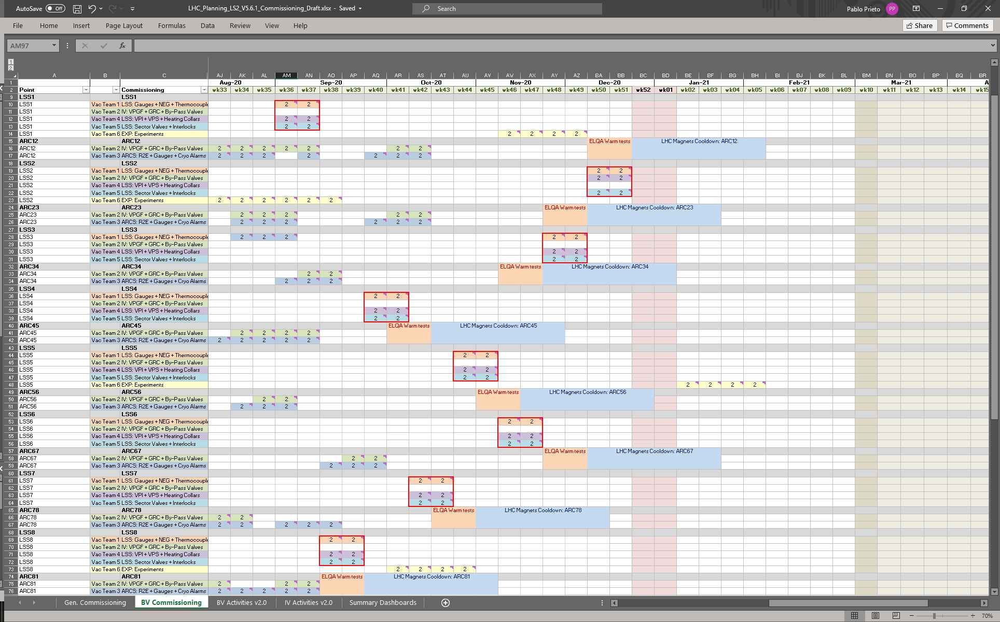 AutoSave Off LHC_Planning_LS2_V5.6.1_Commissioning_Draft.xlsx - Saved Search Pablo Prieto PP
File Home Insert Page Layout Formulas Data Review View Help Share Comments
AM97 fx
1
2
A B C AJ AK AL AM AN AO AP AQ AR AS AT AU AV AW AX AY AZ BA BB BC BD BE BF BG BH BI BJ BK BL BM BN BO BP BQ BR
1 Aug-20 Sep-20 Oct-20 Nov-20 Dec-20 Jan-21 Feb-21 Mar-21 A
2 Point Commissioning wk33 wk34 wk35 wk36 wk37 wk38 wk39 wk40 wk41 wk42 wk43 wk44 wk45 wk46 wk47 wk49 wk49 wk50 wk51 wk52 wk01 wk02 wk03 wk04 wk05 wk06 wk07 wk08 wk09 wk10 wk11 wk12 wk13 wk14 wk15
9 LSS1 LSS1
10 LSS1 Vac Team 1 LSS: Gauges + NEG + Thermocouple 2 2
11 LSS1 Vac Team 2 IV: VPGF + GRC + By-Pass Valves
12 LSS1 Vac Team 4 LSS: VPI + VPS + Heating Collars 2 2
13 LSS1 Vac Team 5 LSS: Sector Valves + Interlocks 2 2
14 LSS1 Vac Team 6 EXP: Experiments 2 2 2 2
15 ARC12 ARC12 ELQA Warm tests LHC Magnets Cooldown: ARC12
16 ARC12 Vac Team 2 IV: VPGF + GRC + By-Pass Valves 2 2 2 2 2 2 2
17 ARC12 Vac Team 3 ARCS: R2E + Gauges + Cryo Alarms 2 2 2 2 2 2 2
18 LSS2 LSS2
19 LSS2 Vac Team 1 LSS: Gauges + NEG + Thermocouple 2 2
20 LSS2 Vac Team 2 IV: VPGF + GRC + By-Pass Valves 2 2
21 LSS2 Vac Team 4 LSS: VPI + VPS + Heating Collars
22 LSS2 Vac Team 5 LSS: Sector Valves + Interlocks 2 2
23 LSS2 Vac Team 6 EXP: Experiments 2 2 2 2 2 2
24 ARC23 ARC23 ELQA Warm tests LHC Magnets Cooldown: ARC23
25 ARC23 Vac Team 2 IV: VPGF + GRC + By-Pass Valves 2 2 2 2 2
26 ARC23 Vac Team 3 ARCS: R2E + Gauges + Cryo Alarms 2 2 2 2 2 2
27 LSS3 LSS3
28 LSS3 Vac Team 1 LSS: Gauges + NEG + Thermocouple 2 2 2 2 2
29 LSS3 Vac Team 2 IV: VPGF + GRC + By-Pass Valves
30 LSS3 Vac Team 4 LSS: VPI + VPS + Heating Collars 2 2
31 LSS3 Vac Team 5 LSS: Sector Valves + Interlocks 2 2
32 ARC34 ARC34 ELQA Warm tests LHC Magnets Cooldown: ARC34
33 ARC34 Vac Team 2 IV: VPGF + GRC + By-Pass Valves 2 2
34 ARC34 Vac Team 3 ARCS: R2E + Gauges + Cryo Alarms 2 2 2
35 LSS4 LSS4
36 LSS4 Vac Team 1 LSS: Gauges + NEG + Thermocouple 2 2
37 LSS4 Vac Team 2 IV: VPGF + GRC + By-Pass Valves
38 LSS4 Vac Team 4 LSS: VPI + VPS + Heating Collars 2 2
39 LSS4 Vac Team 5 LSS: Sector Valves + Interlocks 2 2
40 ARC45 ARC45 ELQA Warm tests LHC Magnets Cooldown: ARC45
41 ARC45 Vac Team 2 IV: VPGF + GRC + By-Pass Valves 2 2 2 2
42 ARC45 Vac Team 3 ARCS: R2E + Gauges + Cryo Alarms 2 2 2 2 2
43 LSS5 LSS5
44 LSS5 Vac Team 1 LSS: Gauges + NEG + Thermocouple 2 2
45 LSS5 Vac Team 2 IV: VPGF + GRC + By-Pass Valves
46 LSS5 Vac Team 4 LSS: VPI + VPS + Heating Collars 2 2
47 LSS5 Vac Team 5 LSS: Sector Valves + Interlocks 2 2
48 LSS5 Vac Team 6 EXP: Experiments 2 2 2 2
49 ARC56 ARC56 ELQA Warm tests LHC Magnets Cooldown: ARC56
50 ARC56 Vac Team 2 IV: VPGF + GRC + By-Pass Valves 2 2
51 ARC56 Vac Team 3 ARCS: R2E + Gauges + Cryo Alarms 2 2 2
52 LSS6 LSS6
53 LSS6 Vac Team 1 LSS: Gauges + NEG + Thermocouple 2 2
54 LSS6 Vac Team 2 IV: VPGF + GRC + By-Pass Valves
55 LSS6 Vac Team 4 LSS: VPI + VPS + Heating Collars 2 2
56 LSS6 Vac Team 5 LSS: Sector Valves + Interlocks 2 2
57 ARC67 ARC67 ELQA Warm tests LHC Magnets Cooldown: ARC67
58 ARC67 Vac Team 2 IV: VPGF + GRC + By-Pass Valves 2 2
59 ARC67 Vac Team 3 ARCS: R2E + Gauges + Cryo Alarms 2 2 2
60 LSS7 LSS7
61 LSS7 Vac Team 1 LSS: Gauges + NEG + Thermocouple 2 2
62 LSS7 Vac Team 2 IV: VPGF + GRC + By-Pass Valves
63 LSS7 Vac Team 4 LSS: VPI + VPS + Heating Collars 2 2
64 LSS7 Vac Team 5 LSS: Sector Valves + Interlocks 2 2
65 ARC78 ARC78 ELQA Warm tests LHC Magnets Cooldown: ARC78
66 ARC78 Vac Team 2 IV: VPGF + GRC + By-Pass Valves 2 2
67 ARC78 Vac Team 3 ARCS: R2E + Gauges + Cryo Alarms 2 2 2 2 2
68 LSS8 LSS8
69 LSS8 Vac Team 1 LSS: Gauges + NEG + Thermocouple 2 2
70 LSS8 Vac Team 2 IV: VPGF + GRC + By-Pass Valves
71 LSS8 Vac Team 4 LSS: VPI + VPS + Heating Collars 2 2
72 LSS8 Vac Team 5 LSS: Sector Valves + Interlocks 2 2
73 LSS8 Vac Team 6 EXP: Experiments 2 2 2 2
74 ARC81 ARC81 ELQA Warm tests LHC Magnets Cooldown: ARC81
75 ARC81 Vac Team 2 IV: VPGF + GRC + By-Pass Valves 2 2 2
76 ARC81 Vac Team 3 ARCS: R2E + Gauges + Cryo Alarms 2 2 2 2 2
Gen. Commissioning BV Commissioning BV Activities v2.0 IV Activities v2.0 Summary Dashboards
70%